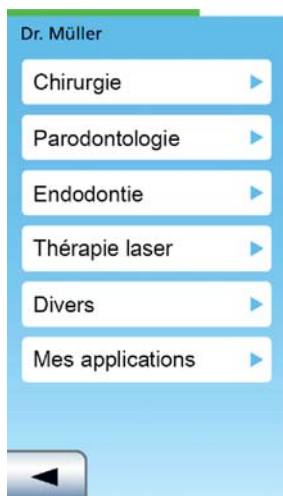 Dr. Müller
Chirurgie
Parodontologie
Endodontie
Thérapie laser
Divers
Mes applications